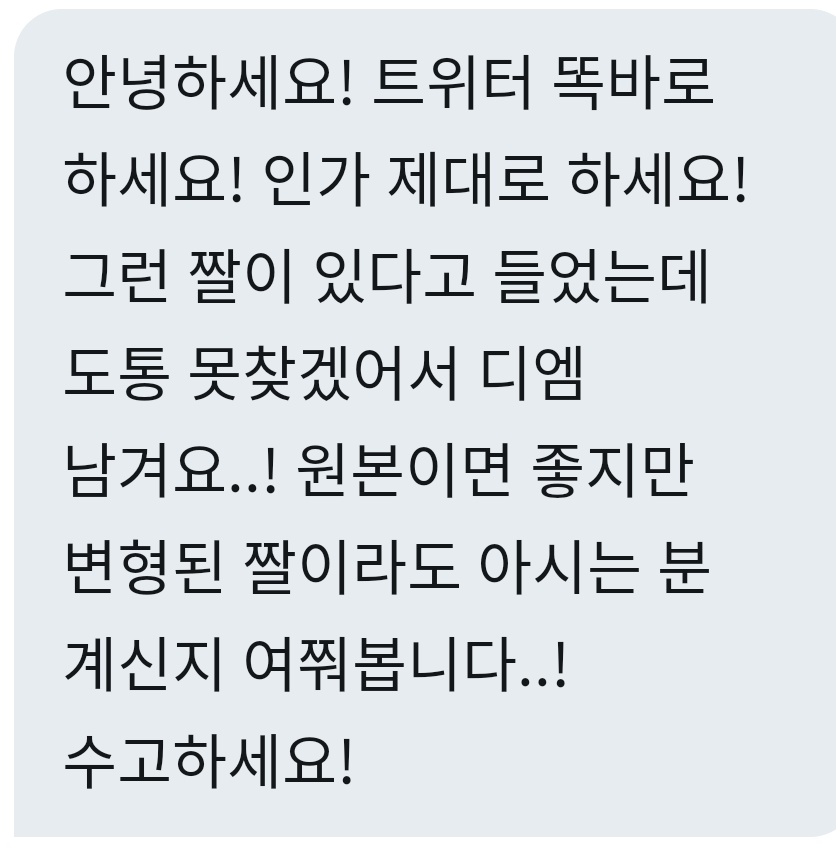 안녕하세요! 트위터 똑바로
하세요! 인가 제대로 하세요!
그런 짤이 있다고 들었는데
도통 못찾겠어서 디엠
남겨요..! 원본이면 좋지만
변형된 짤이라도 아시는 분
계신지 여쭤봅니다..!
수고하세요!